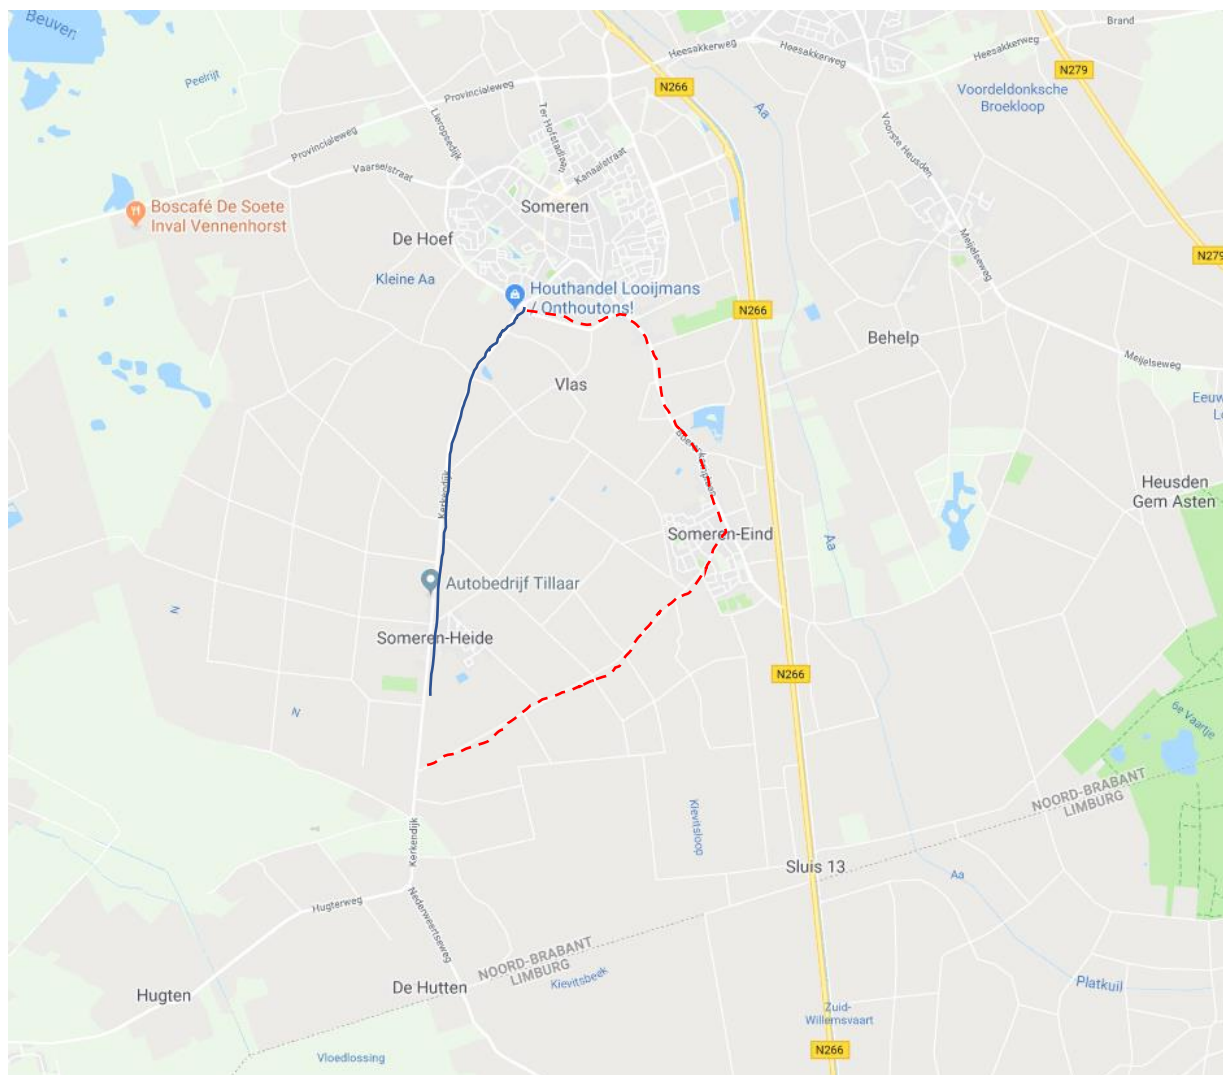 Beuven
Brand
Heesakkerweg
Heesakkerweg
Heesakkerweg
N279
Peelrijt
Provincialeweg
N266
Voordeldonksche
Broekloop
Aa
Lieropsedijk
Ter Hofstadlaan
Provincialeweg
Voorste Heusden
Kanaalstraat
Vaarselstraat
Boscafé De Soete
Inval Vennenhorst
Someren
De Hoef
Meijelseweg
N279
Kleine Aa
Houthandel Looijmans
/ Onthoutons!
N266
Behelp
Meijelseweg
Vlas
Eeuw
Heusden
Gem Asten
Kerkendijk
Someren-Eind
Aa
Autobedrijf Tillaar
N
Someren-Heide
N266
N
6e Vaartje
NOORD-BRABANT
LIMBURG
Kievitsloop
Kerkendijk
Sluis 13
Aa
Hugterweg
Nederweertseweg
NOORD-BRABANT
LIMBURG
Kievitsbeek
De Hutten
Hugten
Platkuil
Zuid-
Willemsvaart
N266
Vloedlossing